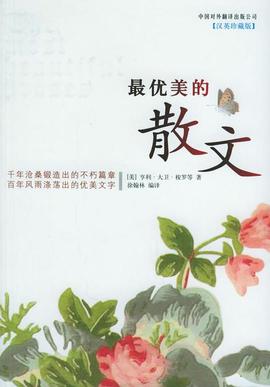 中国对外翻译出版公司
【汉英珍藏版】
最优美的
散文
千年沧桑锻造出的不朽篇章
百年风雨涤荡出的优美文字
［美］亨利·大卫·梭罗等 著
徐翰林 编译